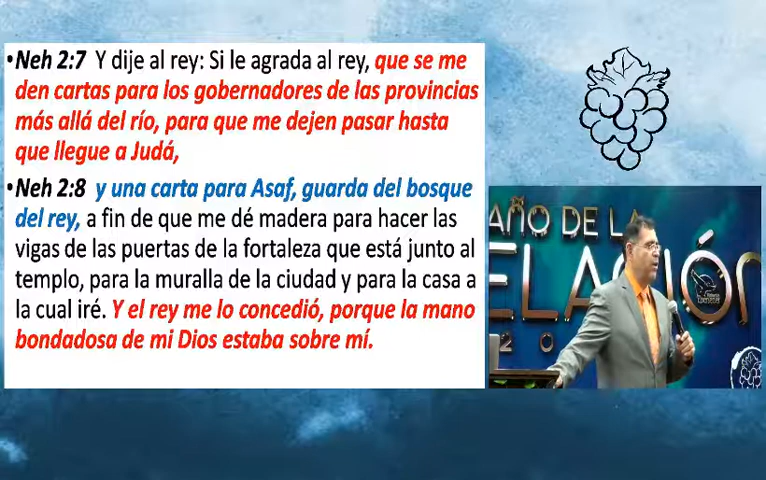 •Neh 2:7 Y dije al rey: Si le agrada al rey, que se me
den cartas para los gobernadores de las provincias
más allá del río, para que me dejen pasar hasta
que llegue a Judá,
•Neh 2:8 y una carta para Asaf, guarda del bosque
del rey, a fin de que me dé madera para hacer las
vigas de las puertas de la fortaleza que está junto al
templo, para la muralla de la ciudad y para la casa a
la cual iré. Y el rey me lo concedió, porque la mano
bondadosa de mi Dios estaba sobre mí.
AÑO DE LA
ELACIÓN
20